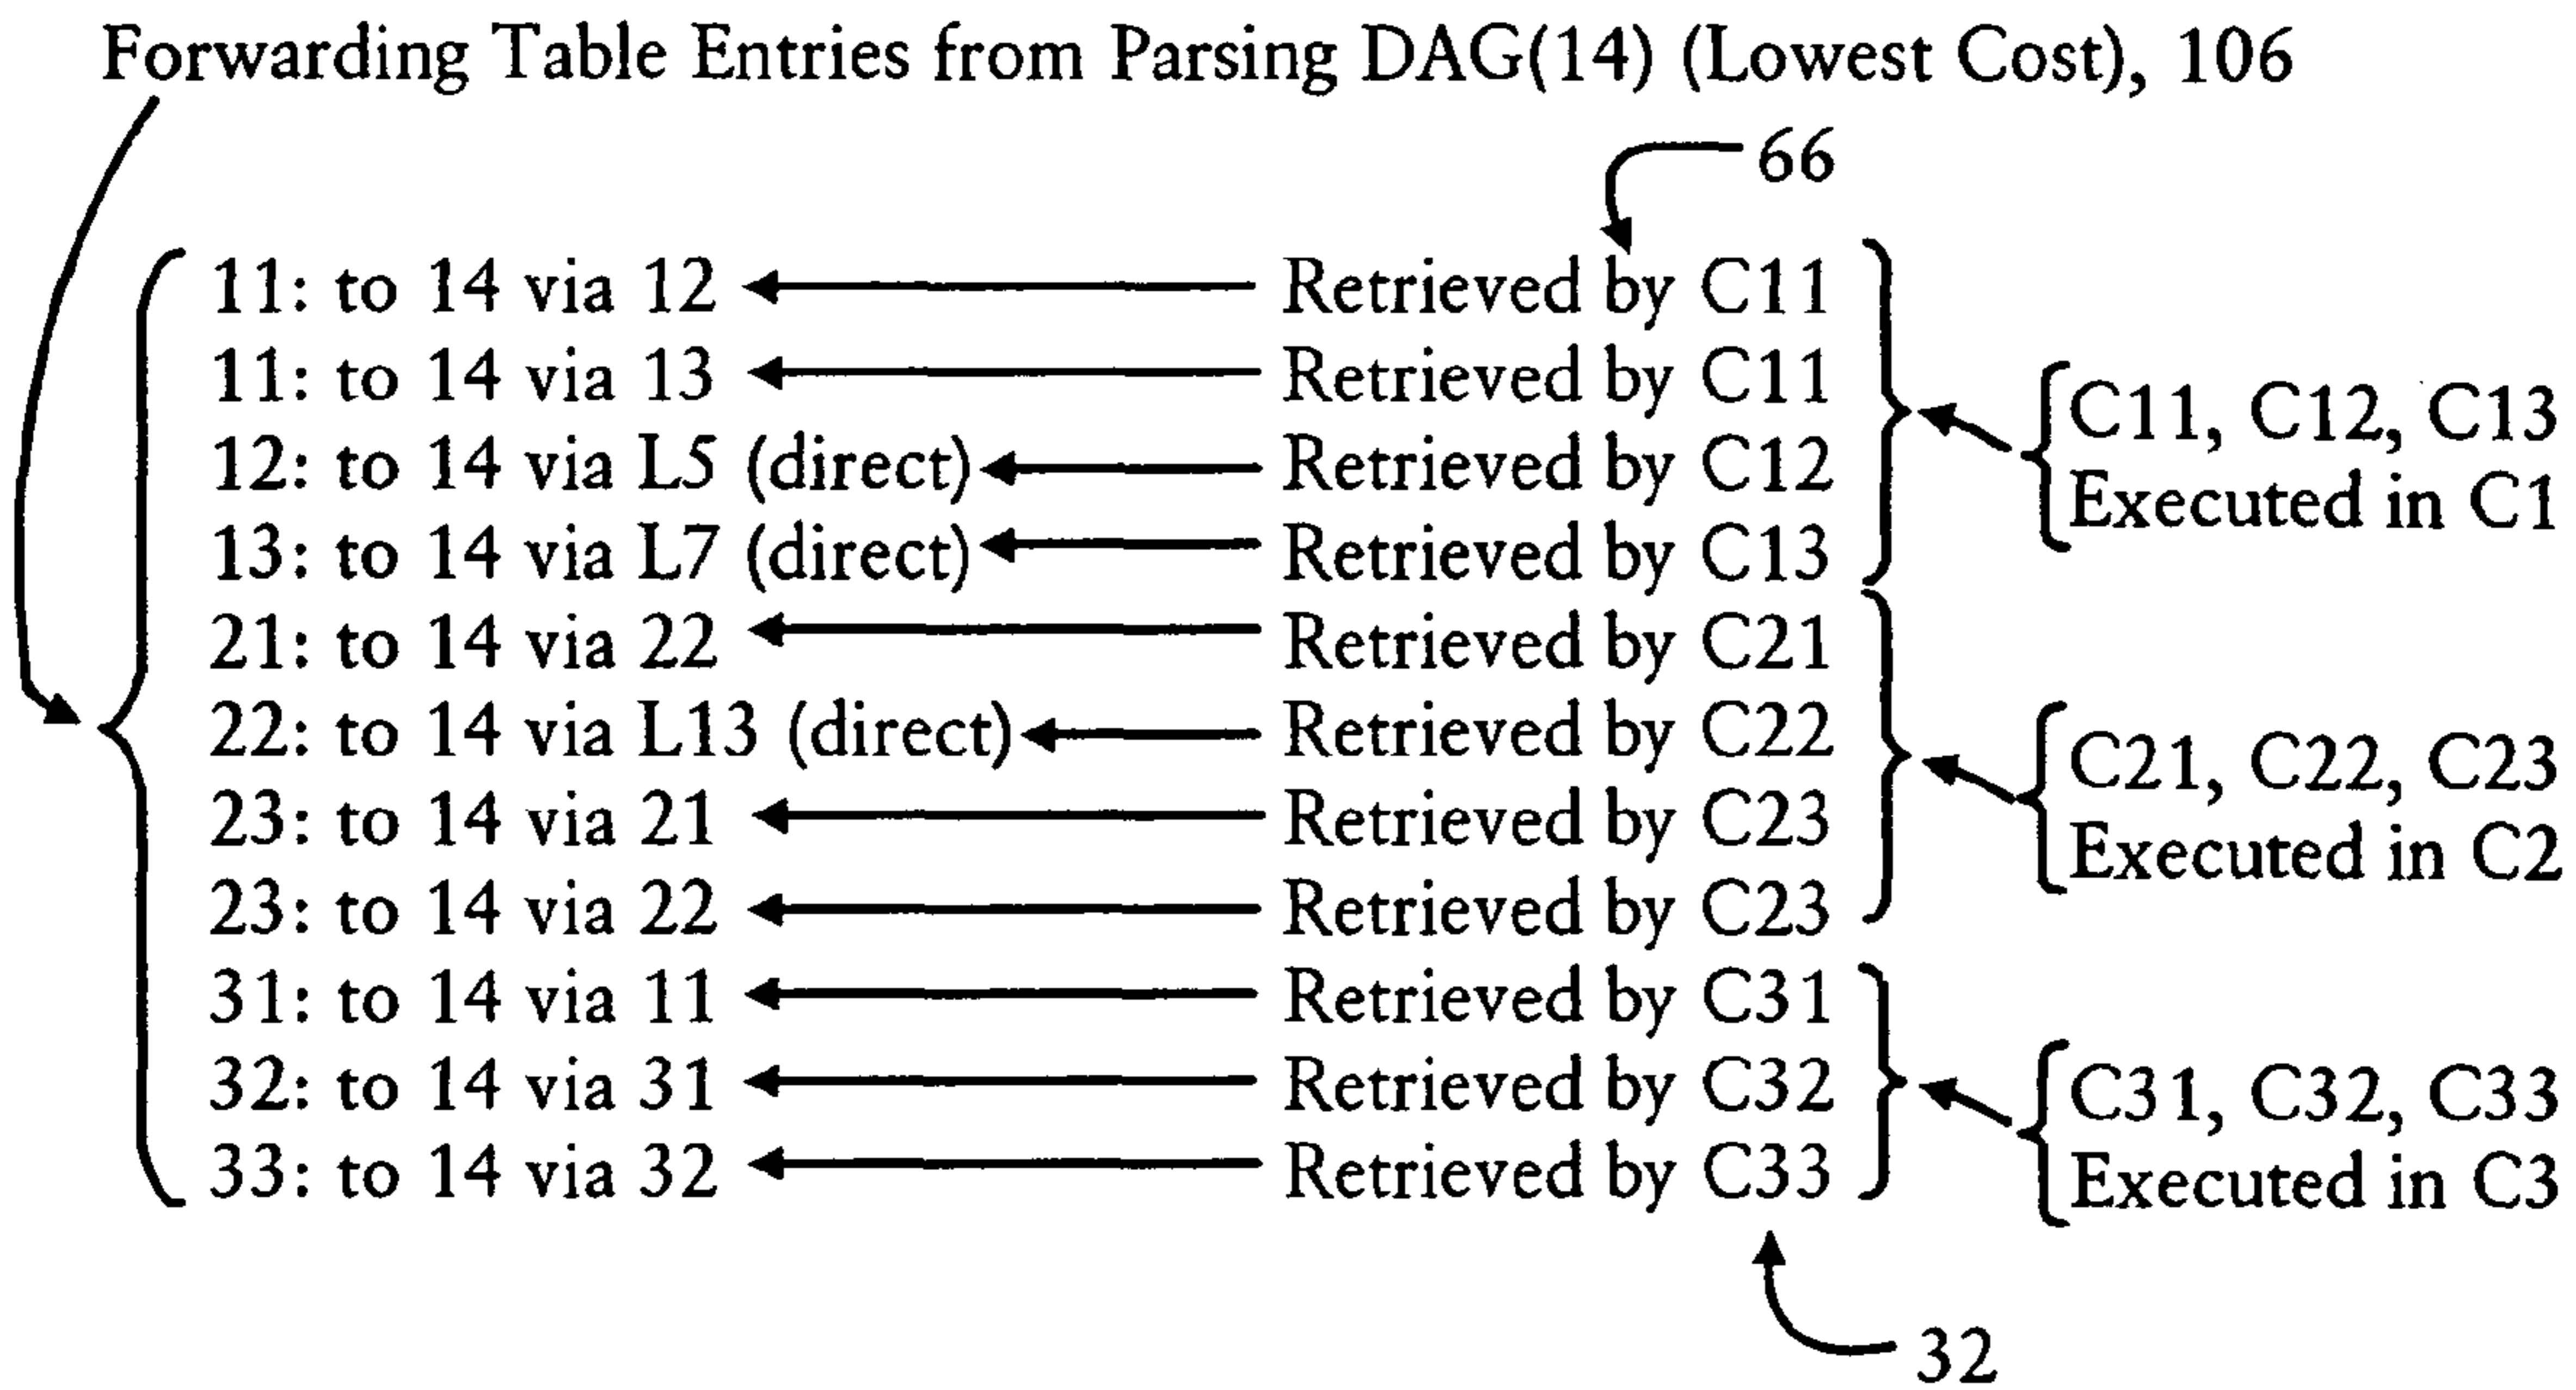 Forwarding Table Entries from Parsing DAG(14) (Lowest Cost), 106
66
11: to 14 via 12 Retrieved by C11
11: to 14 via 13 Retrieved by C11
12: to 14 via L5 (direct) Retrieved by C12
13: to 14 via L7 (direct) Retrieved by C13
C11, C12, C13
Executed in C1
21: to 14 via 22 Retrieved by C21
22: to 14 via L13 (direct) Retrieved by C22
23: to 14 via 21 Retrieved by C23
23: to 14 via 22 Retrieved by C23
C21, C22, C23
Executed in C2
31: to 14 via 11 Retrieved by C31
32: to 14 via 31 Retrieved by C32
33: to 14 via 32 Retrieved by C33
C31, C32, C33
Executed in C3
32